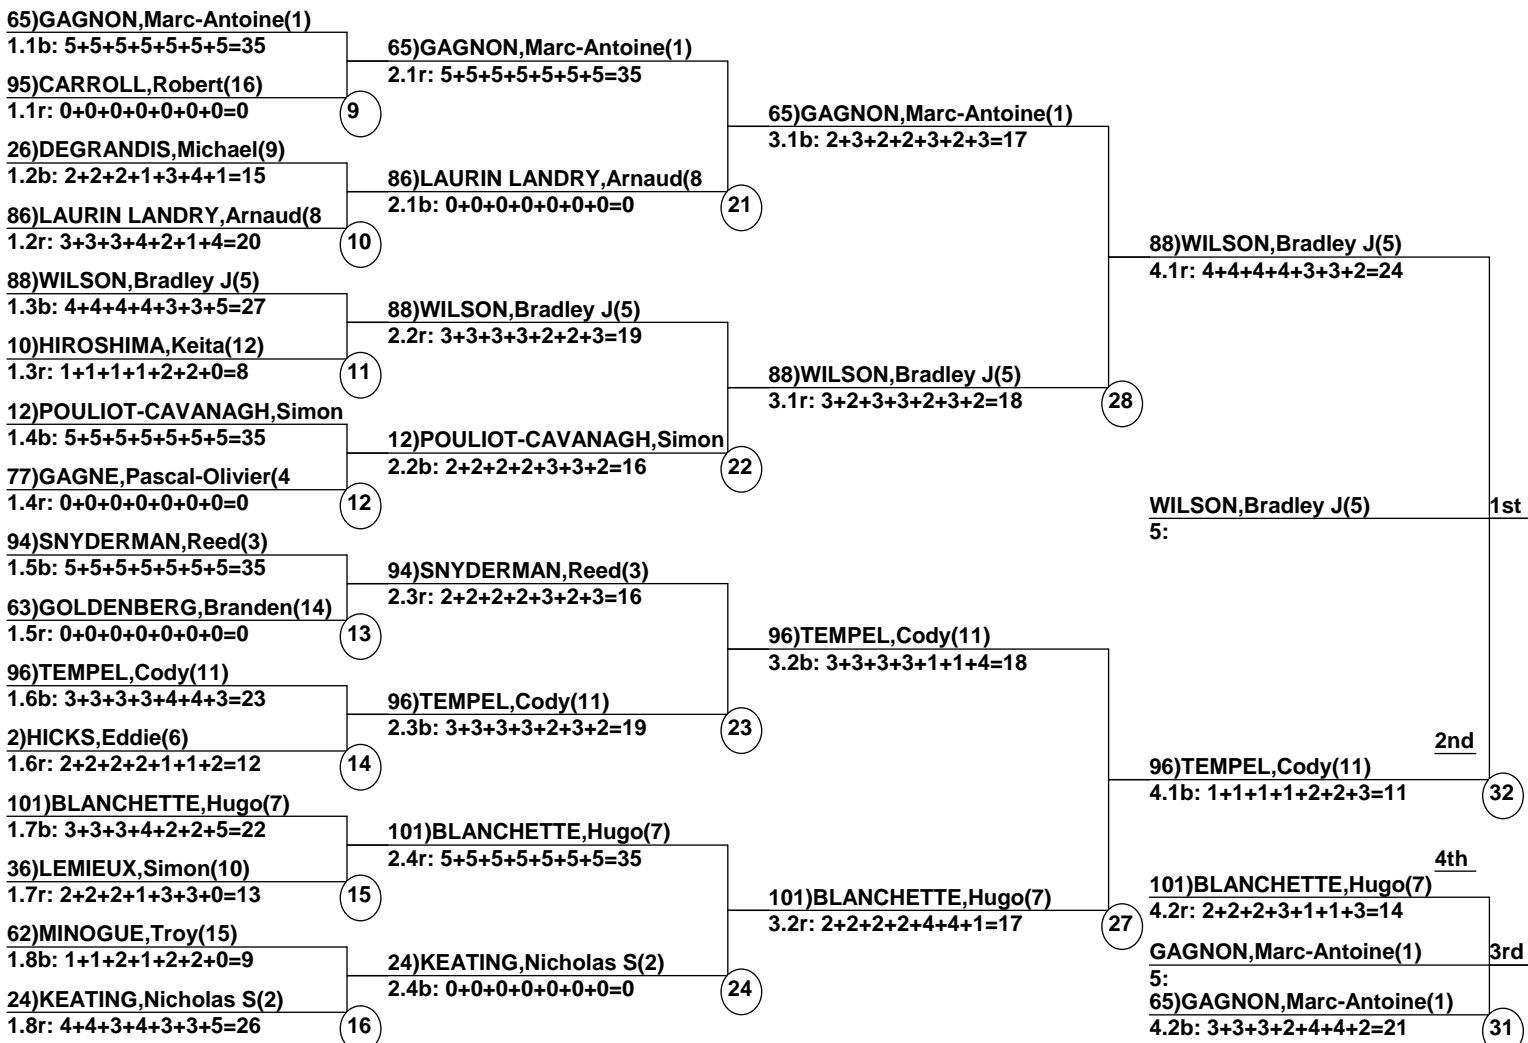 65)GAGNON,Marc-Antoine(1)
1.1b: 5+5+5+5+5+5+5=35
95)CARROLL,Robert(16)
1.1r: 0+0+0+0+0+0+0=0
9
26)DEGRANDIS,Michael(9)
1.2b: 2+2+2+1+3+4+1=15
86)LAURIN LANDRY,Arnaud(8
1.2r: 3+3+3+4+2+1+4=20
10
88)WILSON,Bradley J(5)
1.3b: 4+4+4+4+3+3+5=27
10)HIROSHIMA,Keita(12)
1.3r: 1+1+1+1+2+2+0=8
11
12)POULIOT-CAVANAGH,Simon
1.4b: 5+5+5+5+5+5+5=35
77)GAGNE,Pascal-Olivier(4
1.4r: 0+0+0+0+0+0+0=0
12
94)SNYDERMAN,Reed(3)
1.5b: 5+5+5+5+5+5+5=35
63)GOLDENBERG,Branden(14)
1.5r: 0+0+0+0+0+0+0=0
13
96)TEMPEL,Cody(11)
1.6b: 3+3+3+3+4+4+3=23
2)HICKS,Eddie(6)
1.6r: 2+2+2+2+1+1+2=12
14
101)BLANCHETTE,Hugo(7)
1.7b: 3+3+3+4+2+2+5=22
36)LEMIEUX,Simon(10)
1.7r: 2+2+2+1+3+3+0=13
15
62)MINOGUE,Troy(15)
1.8b: 1+1+2+1+2+2+0=9
24)KEATING,Nicholas S(2)
1.8r: 4+4+3+4+3+3+5=26
16
65)GAGNON,Marc-Antoine(1)
2.1r: 5+5+5+5+5+5+5=35
86)LAURIN LANDRY,Arnaud(8
2.1b: 0+0+0+0+0+0+0=0
21
88)WILSON,Bradley J(5)
2.2r: 3+3+3+3+2+2+3=19
12)POULIOT-CAVANAGH,Simon
2.2b: 2+2+2+2+3+3+2=16
22
94)SNYDERMAN,Reed(3)
2.3r: 2+2+2+2+3+2+3=16
96)TEMPEL,Cody(11)
2.3b: 3+3+3+3+2+3+2=19
23
101)BLANCHETTE,Hugo(7)
2.4r: 5+5+5+5+5+5+5=35
24)KEATING,Nicholas S(2)
2.4b: 0+0+0+0+0+0+0=0
24
65)GAGNON,Marc-Antoine(1)
3.1b: 2+3+2+2+3+2+3=17
88)WILSON,Bradley J(5)
3.1r: 3+2+3+3+2+3+2=18
28
96)TEMPEL,Cody(11)
3.2b: 3+3+3+3+1+1+4=18
101)BLANCHETTE,Hugo(7)
3.2r: 2+2+2+2+4+4+1=17
27
88)WILSON,Bradley J(5)
4.1r: 4+4+4+4+3+3+2=24
WILSON,Bradley J(5) 1st
5:
2nd
96)TEMPEL,Cody(11)
4.1b: 1+1+1+1+2+2+3=11
32
4th
101)BLANCHETTE,Hugo(7)
4.2r: 2+2+2+3+1+1+3=14
GAGNON,Marc-Antoine(1) 3rd
5:
65)GAGNON,Marc-Antoine(1)
4.2b: 3+3+3+2+4+4+2=21
31